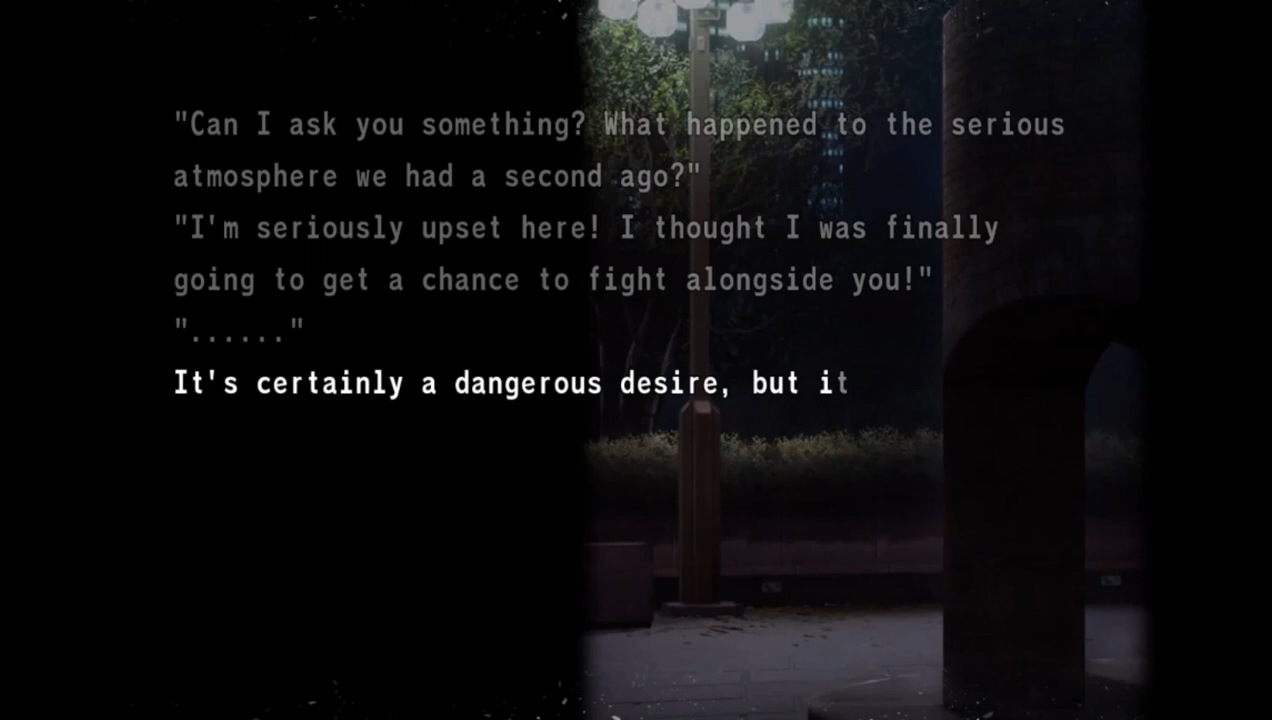 "Can I ask you something? What happened to the serious
atmosphere we had a second ago?"
"I'm seriously upset here! I thought I was finally
going to get a chance to fight alongside you!"
"......"
It's certainly a dangerous desire, but it